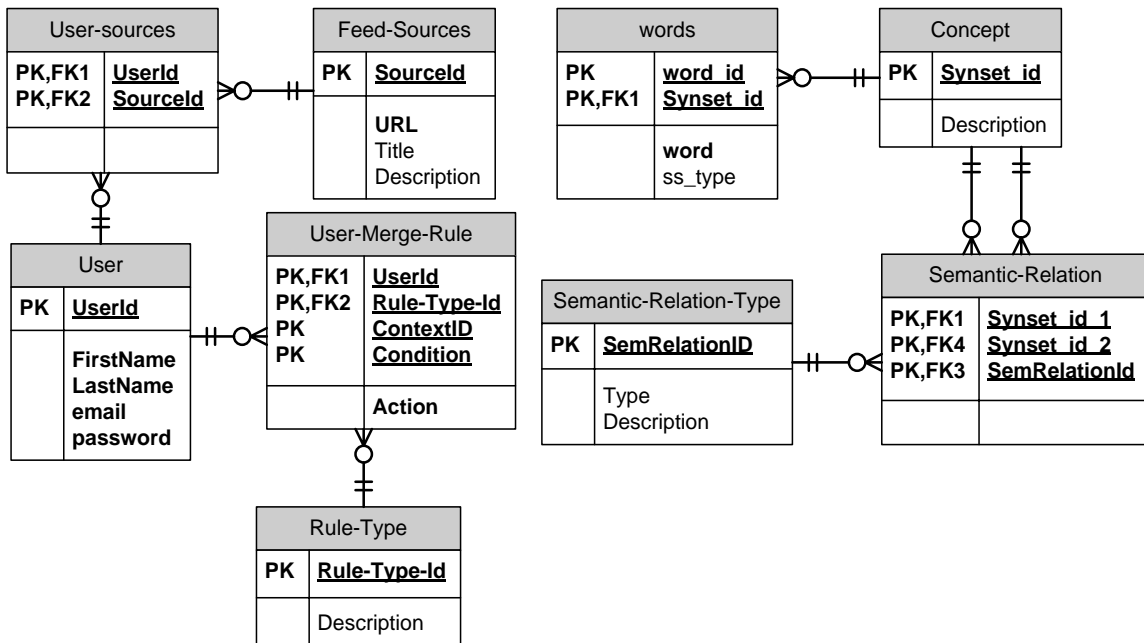 User-sources
PK,FK1 UserId
PK,FK2 SourceId
Feed-Sources
PK SourceId
URL
Title
Description
words
PK word_id
PK,FK1 Synset_id
word
ss_type
Concept
PK Synset_id
Description
User
PK UserId
FirstName
LastName
email
password
User-Merge-Rule
PK,FK1 UserId
PK,FK2 Rule-Type-Id
PK ContextID
PK Condition
Action
Semantic-Relation-Type
PK SemRelationID
Type
Description
Semantic-Relation
PK,FK1 Synset_id_1
PK,FK4 Synset_id_2
PK,FK3 SemRelationId
Rule-Type
PK Rule-Type-Id
Description